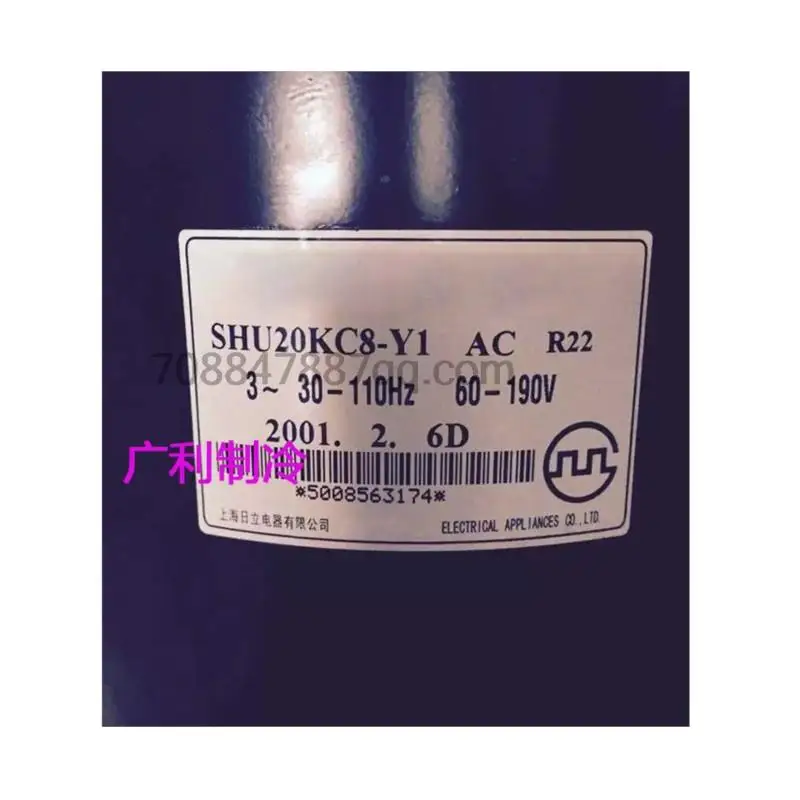 SHU20KC8-Y1 AC R22
708847887qq.com
3~ 30-110Hz 60-190V
2001. 2. 6D
广利制冷
*5008563174*
上海日立电器有限公司 ELECTRICAL APPLIANCES CO.,LTD.